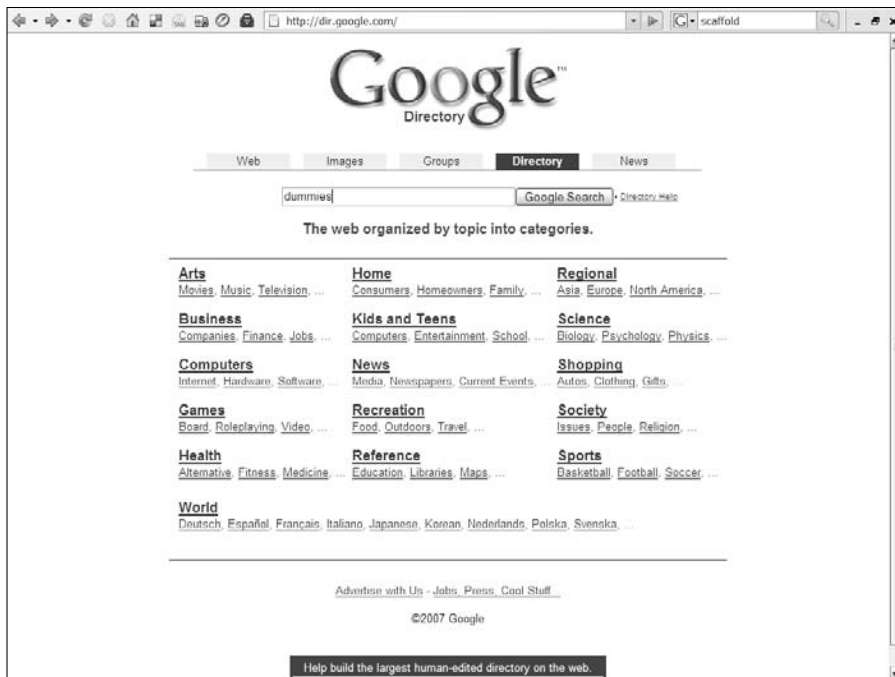 http://dir.google.com/
G scaffold
Google™
Directory
Web Images Groups Directory News
dummies Google Search • Directory Help
The web organized by topic into categories.
Arts Home Regional
Movies, Music, Television, ... Consumers, Homeowners, Family, ... Asia, Europe, North America, ...
Business Kids and Teens Science
Companies, Finance, Jobs, ... Computers, Entertainment, School, ... Biology, Psychology, Physics, ...
Computers News Shopping
Internet, Hardware, Software, ... Media, Newspapers, Current Events, ... Autos, Clothing, Gifts, ...
Games Recreation Society
Board, Roleplaying, Video, ... Food, Outdoors, Travel, ... Issues, People, Religion, ...
Health Reference Sports
Alternative, Fitness, Medicine, ... Education, Libraries, Maps, ... Basketball, Football, Soccer, ...
World
Deutsch, Español, Français, Italiano, Japanese, Korean, Nederlands, Polska, Svenska, ...
Advertise with Us - Jobs, Press, Cool Stuff...
©2007 Google
Help build the largest human-edited directory on the web.